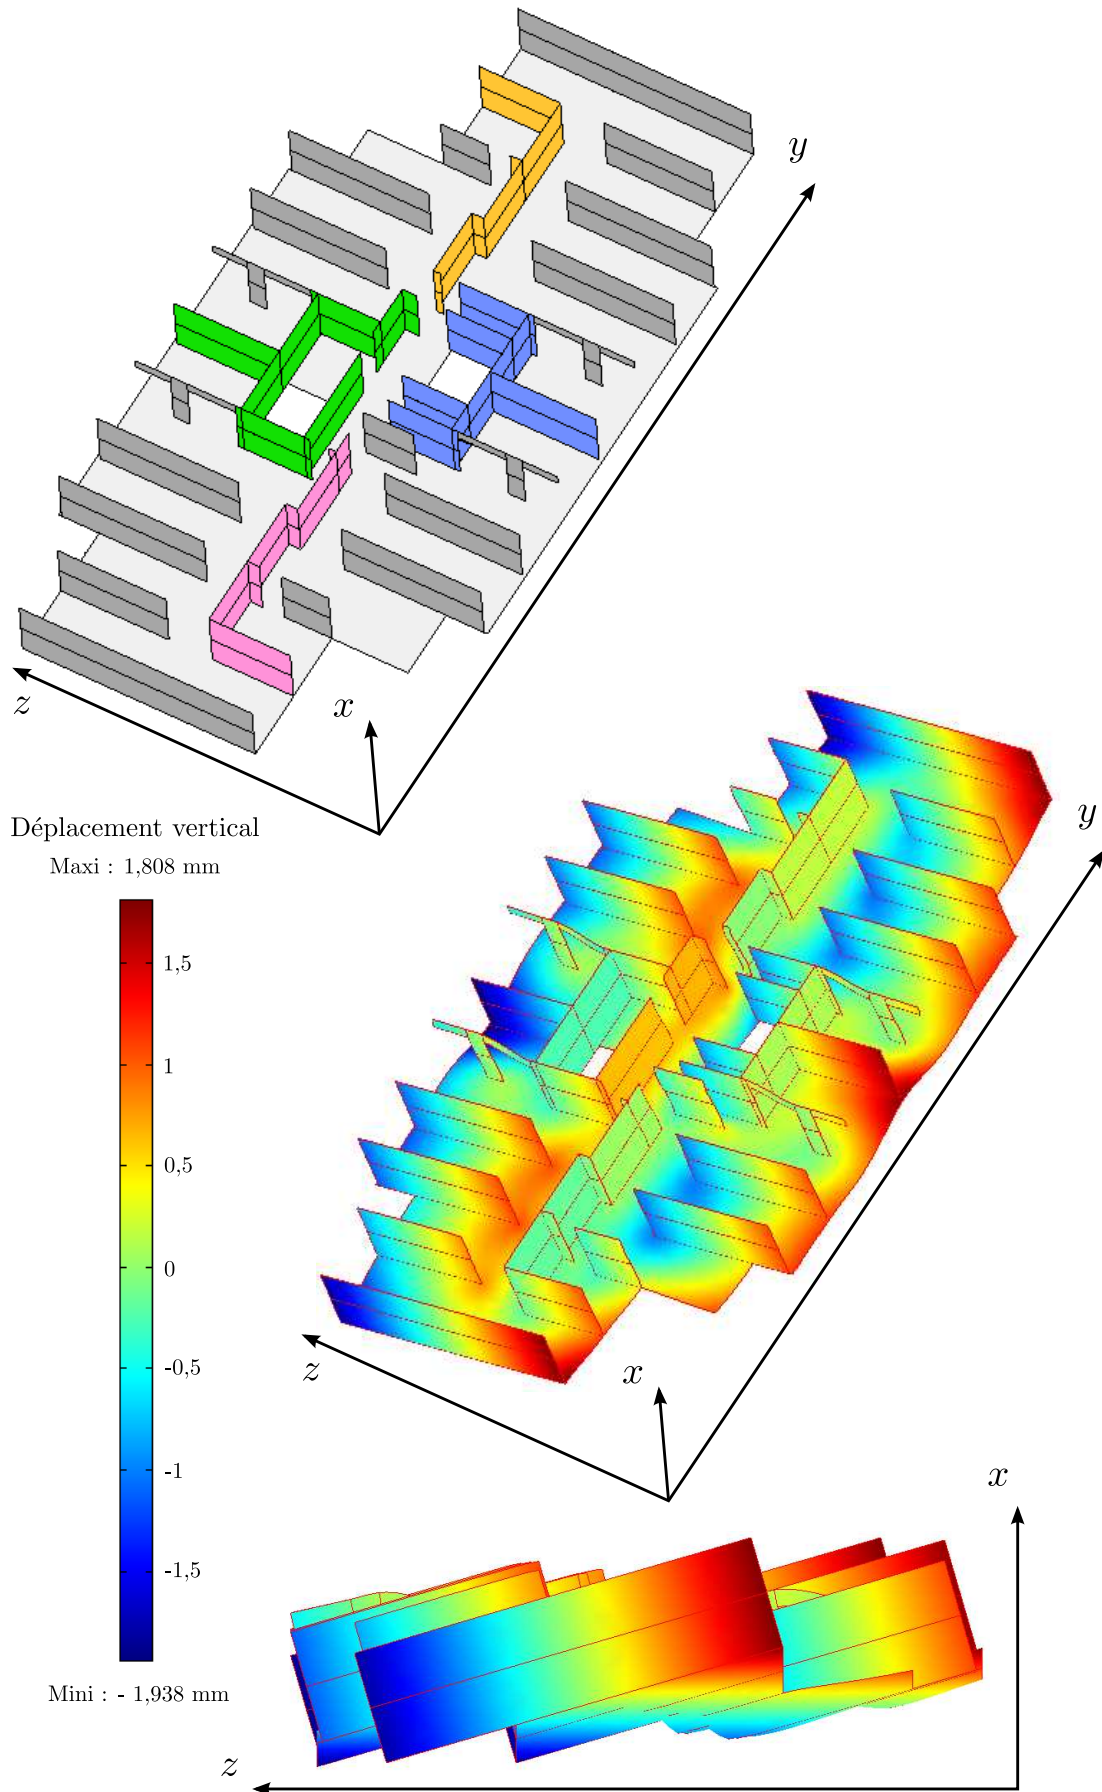 y
z
x
Déplacement vertical
Maxi : 1,808 mm
y
1,5
1
0,5
0
-0,5
-1
-1,5
z
x
x
Mini : - 1,938 mm
z